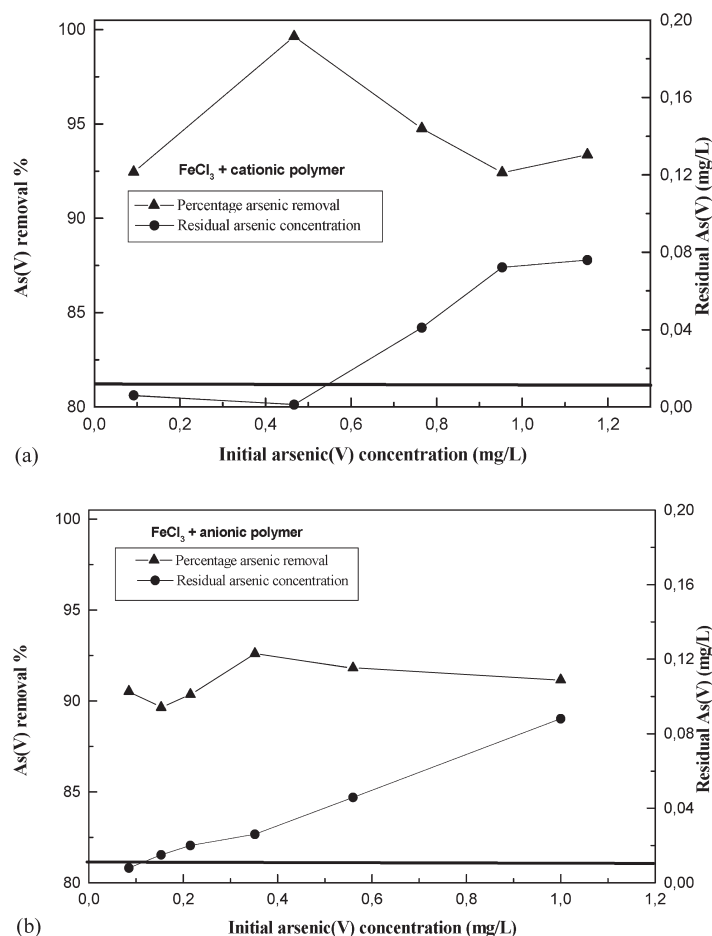 100
95
90
85
80
As(V) removal %
FeCl3 + cationic polymer
Percentage arsenic removal
Residual arsenic concentration
0,20
0,16
0,12
0,08
0,04
0,00
Residual As(V) (mg/L)
0,0 0,2 0,4 0,6 0,8 1,0 1,2
(a) Initial arsenic(V) concentration (mg/L)
100
95
90
85
80
As(V) removal %
FeCl3 + anionic polymer
Percentage arsenic removal
Residual arsenic concentration
0,20
0,16
0,12
0,08
0,04
0,00
Residual As(V) (mg/L)
0,0 0,2 0,4 0,6 0,8 1,0 1,2
(b) Initial arsenic(V) concentration (mg/L)